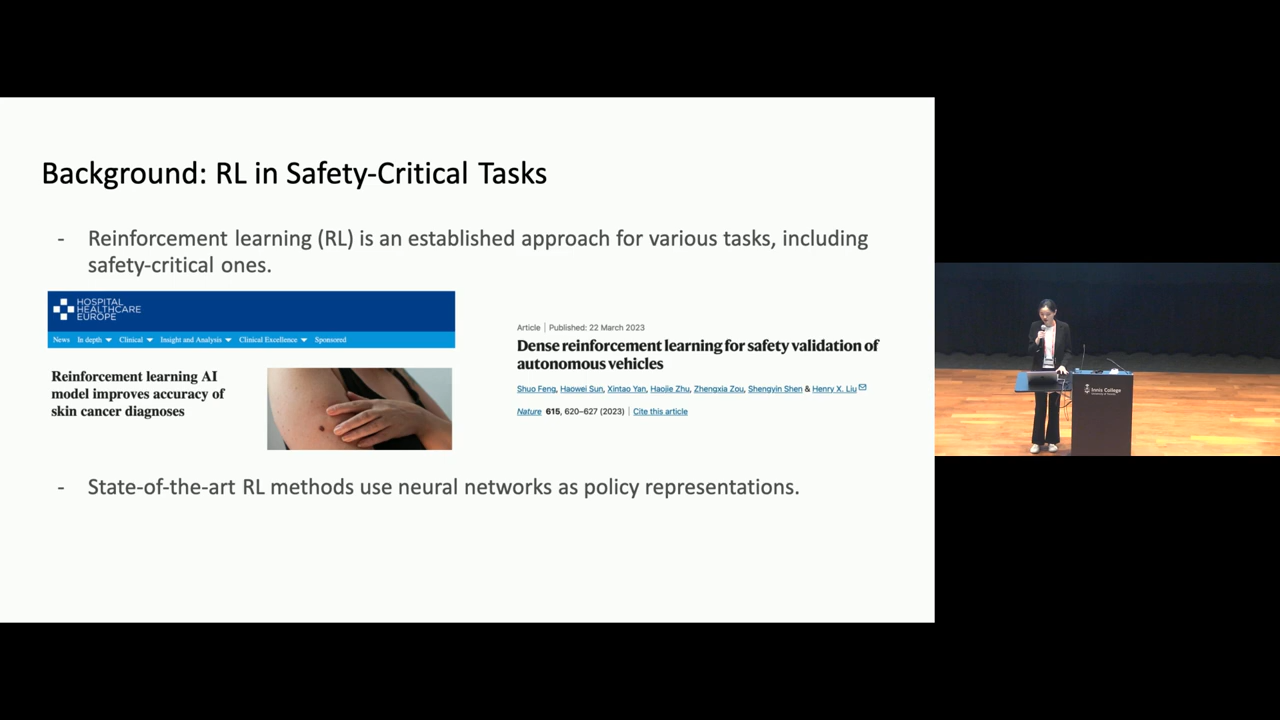 Background: RL in Safety-Critical Tasks
- Reinforcement learning (RL) is an established approach for various tasks, including
safety-critical ones.
HOSPITAL
HEALTHCARE
EUROPE
News In depth Clinical Insight and Analysis Clinical Excellence Sponsored
Reinforcement learning AI
model improves accuracy of
skin cancer diagnoses
Article | Published: 22 March 2023
Dense reinforcement learning for safety validation of
autonomous vehicles
Shuo Feng, Haowei Sun, Xintao Yan, Haojie Zhu, Zhengxia Zou, Shengyin Shen & Henry X. Liu
Nature 615, 620–627 (2023) | Cite this article
- State-of-the-art RL methods use neural networks as policy representations.
Innis College